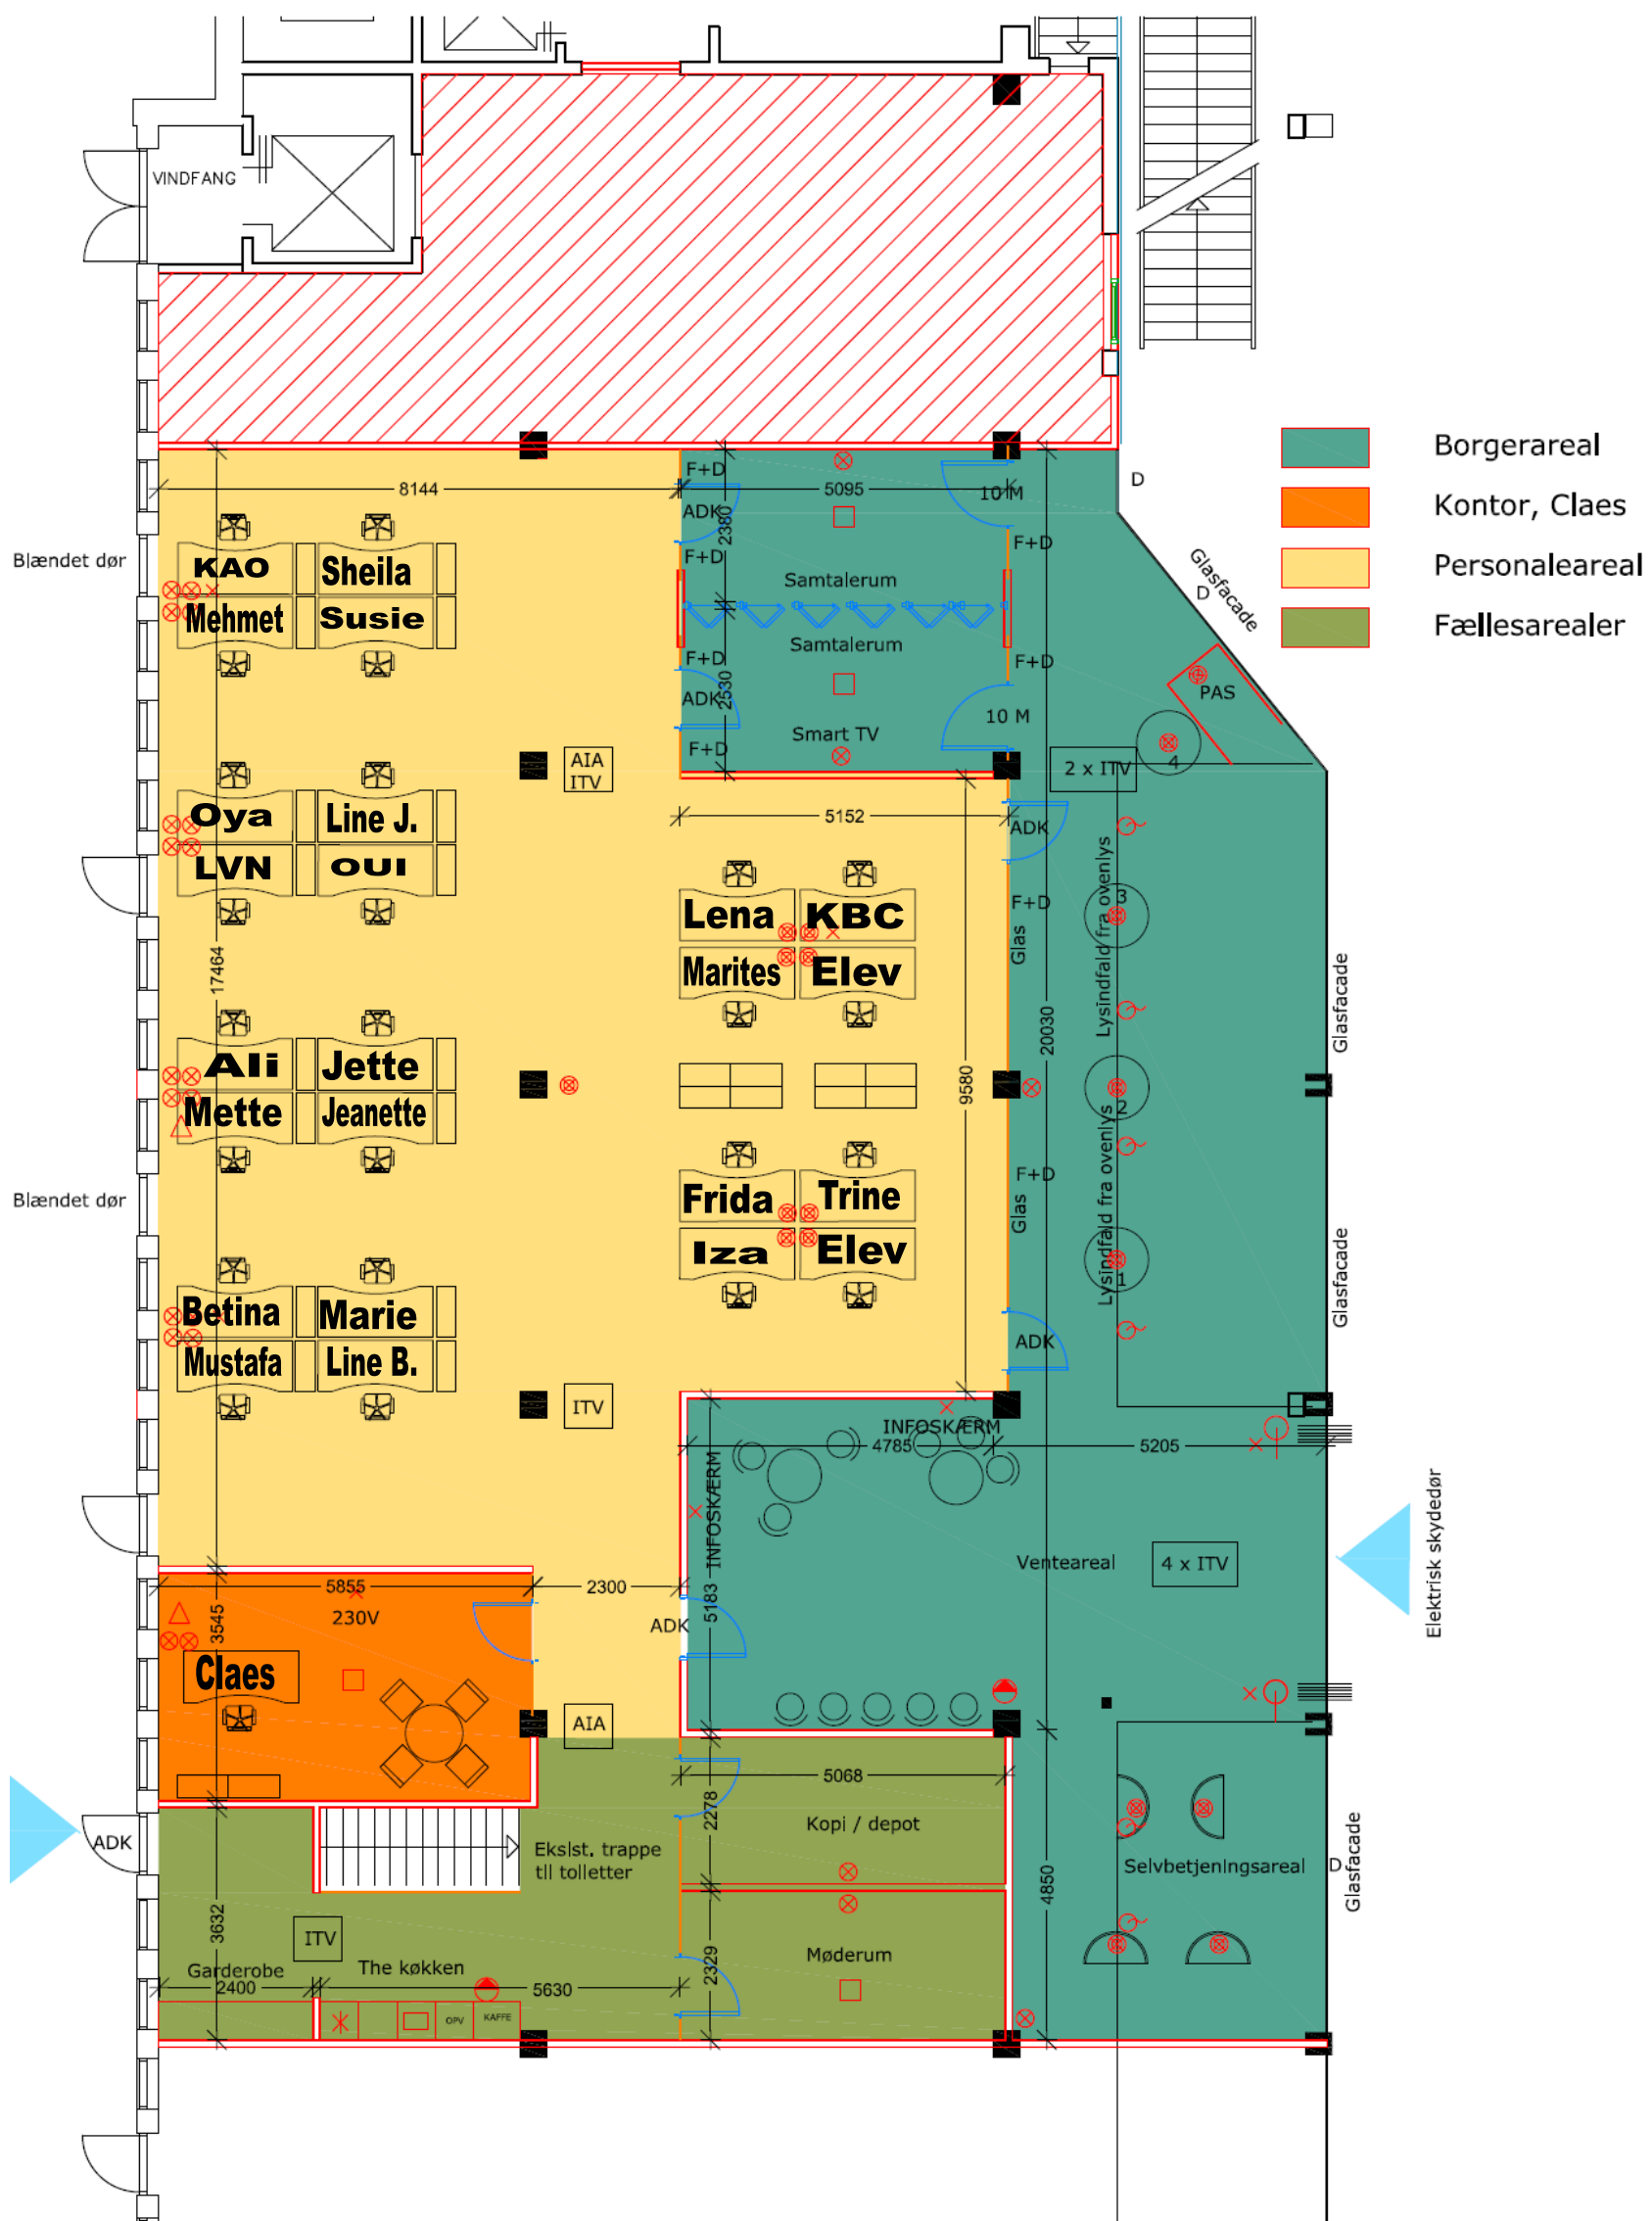 VINDFANG
Borgerareal
Kontor, Claes
Personaleareal
Fællesarealer
D
F+D
8144
5095
10 M
ADK
2380
F+D
F+D
Blændet dør
KAO
Sheila
Mehmet
Susie
Samtalerum
Samtalerum
Glasfacade
D
F+D
F+D
ADK
2530
10 M
PAS
Smart TV
F+D
AIA
ITV
2 x ITV
4
5152
ADK
Oya
Line J.
LVN
OUI
Lena
KBC
Marites
Elev
F+D
Glas
3
Lysindfald fra ovenlys
17464
Glasfacade
20030
9580
Ali
Jette
Mette
Jeanette
2
Blændet dør
Frida
Trine
Iza
Elev
F+D
Glas
Lysindfald fra ovenlys
1
Glasfacade
Betina
Marie
Mustafa
Line B.
ADK
ITV
INFOSKÆRM
4785
5205
INFOSKÆRM
5183
Venteareal
4 x ITV
Elektrisk skydedør
5855
2300
230V
3545
ADK
Claes
AIA
5068
2278
Kopi / depot
ADK
Eksist. trappe
til toiletter
Selvbetjeningsareal
D
Glasfacade
4850
3632
ITV
Garderobe
The køkken
2400
5630
2329
Møderum
OPV
KAFFE